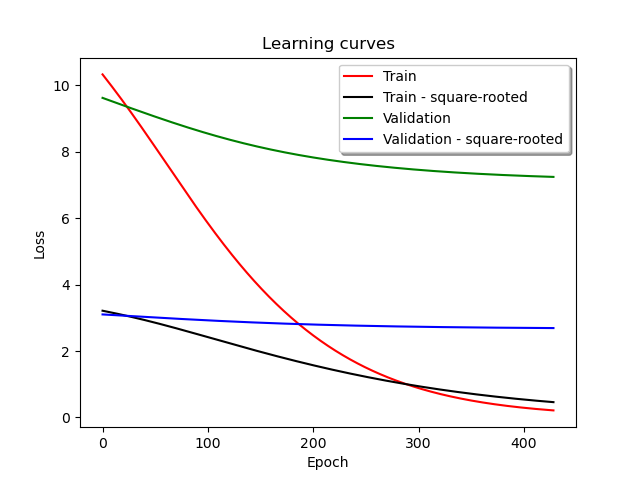 Learning curves
Train
Train - square-rooted
Validation
Validation - square-rooted
10
8
6
4
2
0
Loss
0 100 200 300 400
Epoch